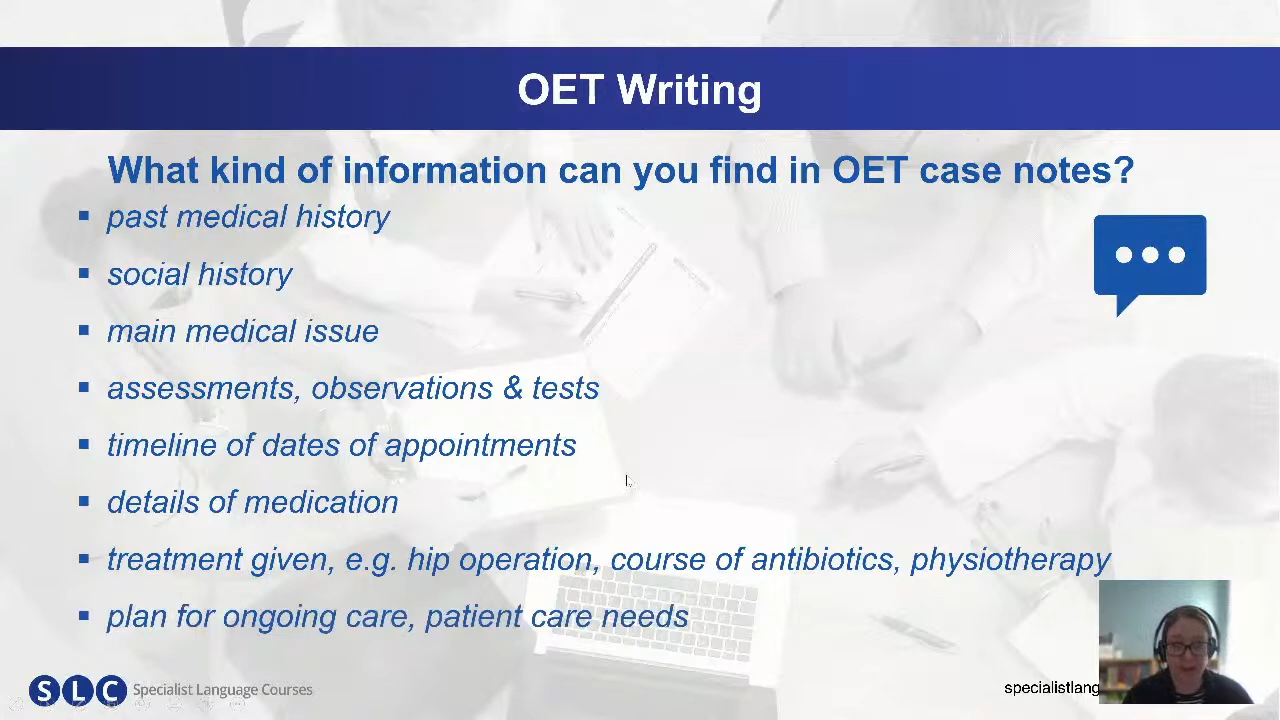 OET Writing
What kind of information can you find in OET case notes?
▪ past medical history
▪ social history
▪ main medical issue
▪ assessments, observations & tests
▪ timeline of dates of appointments
▪ details of medication
▪ treatment given, e.g. hip operation, course of antibiotics, physiotherapy
▪ plan for ongoing care, patient care needs
SLC Specialist Language Courses
specialistlang